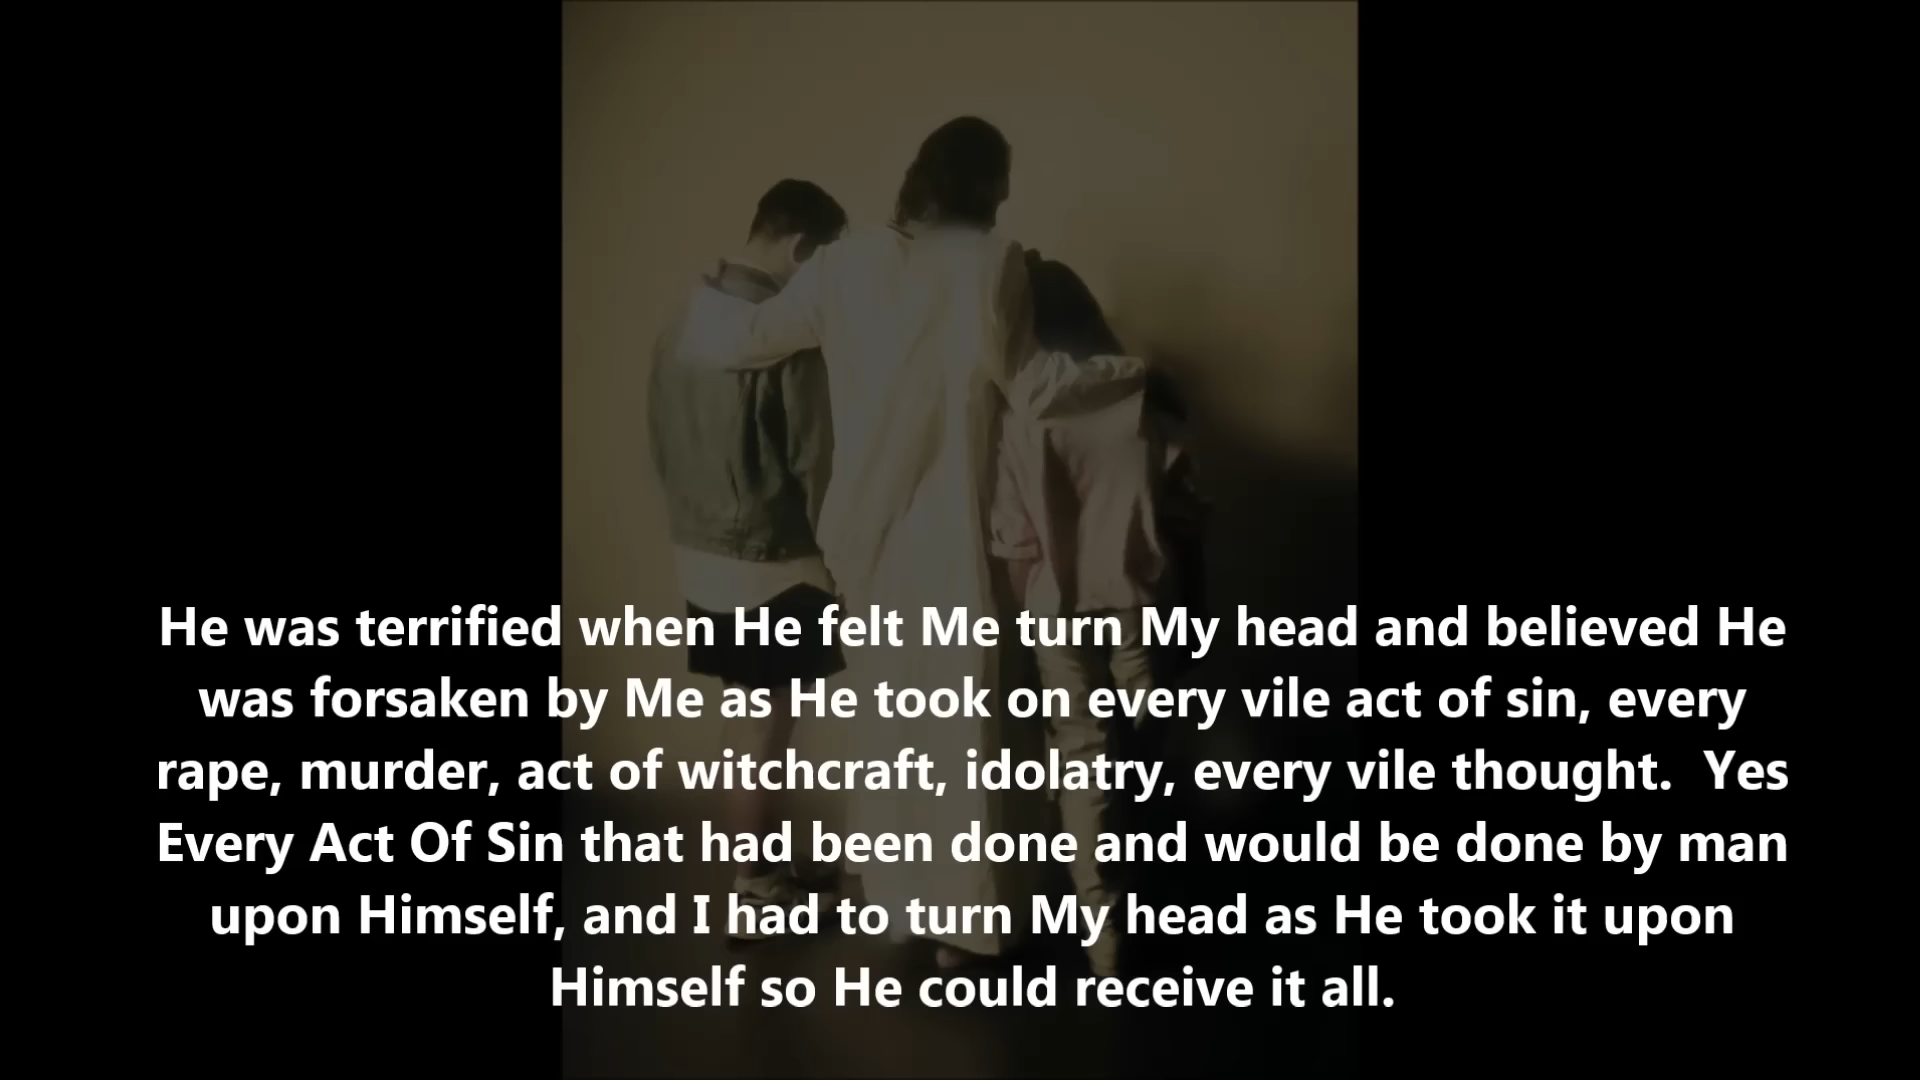 He was terrified when He felt Me turn My head and believed He
was forsaken by Me as He took on every vile act of sin, every
rape, murder, act of witchcraft, idolatry, every vile thought.  Yes
Every Act Of Sin that had been done and would be done by man
upon Himself, and I had to turn My head as He took it upon
Himself so He could receive it all.